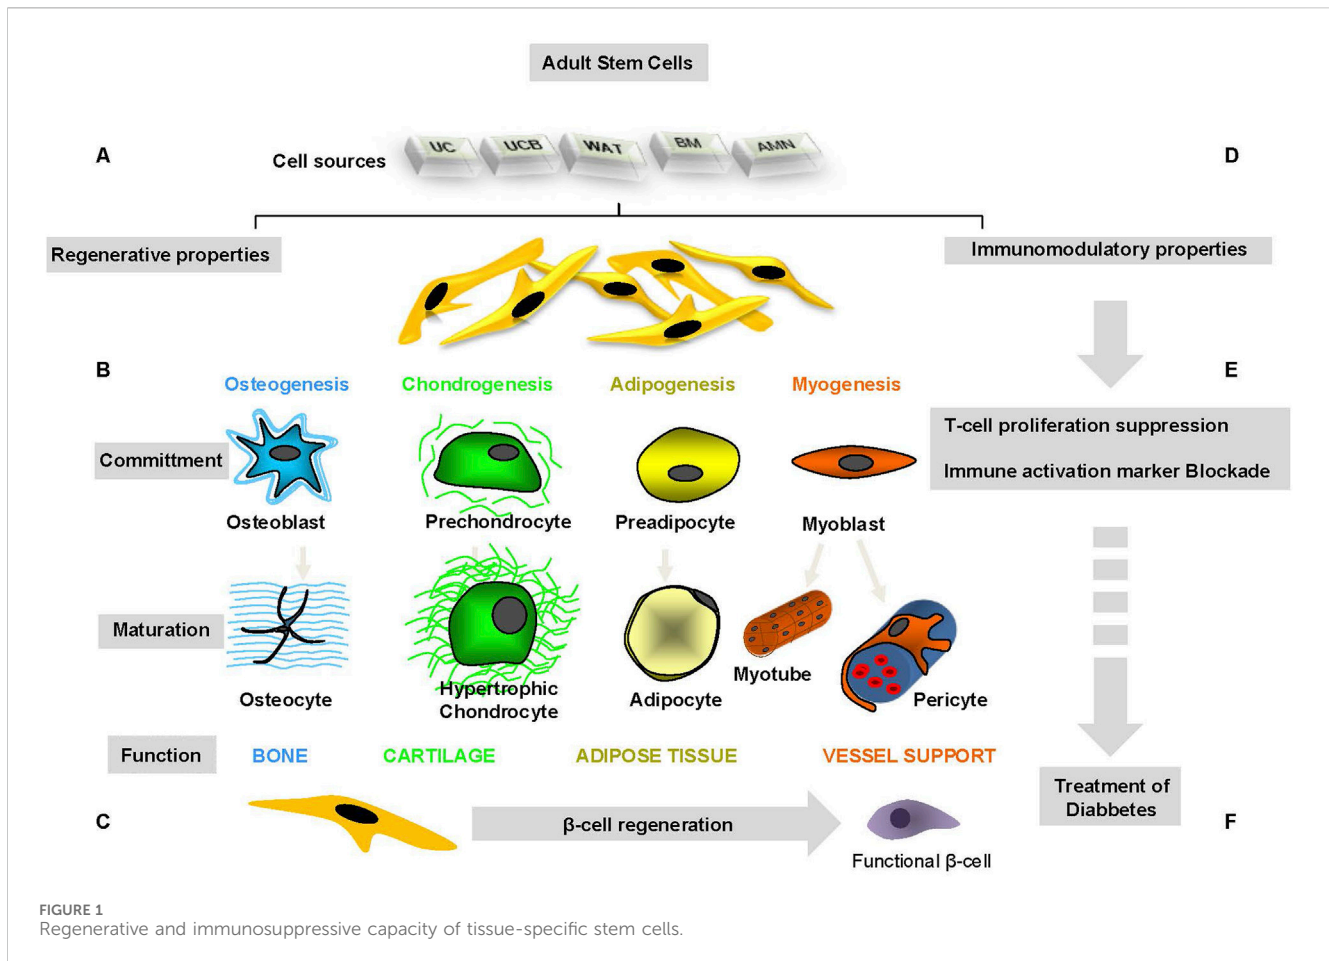 Adult Stem Cells
A
Cell sources
UC
UCB
WAT
BM
AMN
D
Regenerative properties
Immunomodulatory properties
B
Osteogenesis
Chondrogenesis
Adipogenesis
Myogenesis
E
Committment
T-cell proliferation suppression
Immune activation marker Blockade
Osteoblast
Prechondrocyte
Preadipocyte
Myoblast
Maturation
Osteocyte
Hypertrophic
Chondrocyte
Adipocyte
Myotube
Pericyte
Function
BONE
CARTILAGE
ADIPOSE TISSUE
VESSEL SUPPORT
Treatment of
Diabbetes
C
β-cell regeneration
Functional β-cell
F
FIGURE 1
Regenerative and immunosuppressive capacity of tissue-specific stem cells.